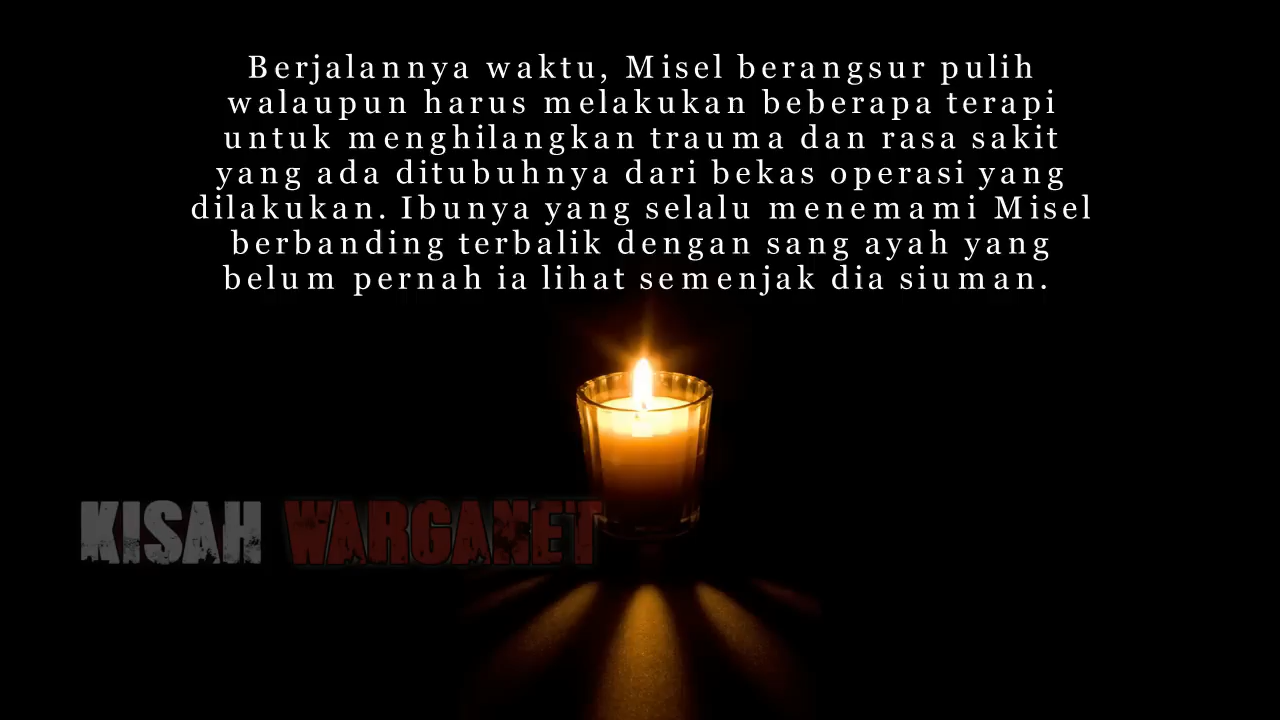 Berjalannya waktu, Misel berangsur pulih
walaupun harus melakukan beberapa terapi
untuk menghilangkan trauma dan rasa sakit
yang ada ditubuhnya dari bekas operasi yang
dilakukan. Ibunya yang selalu menemami Misel
berbanding terbalik dengan sang ayah yang
belum pernah ia lihat semenjak dia siuman.
KISAH WARGANET